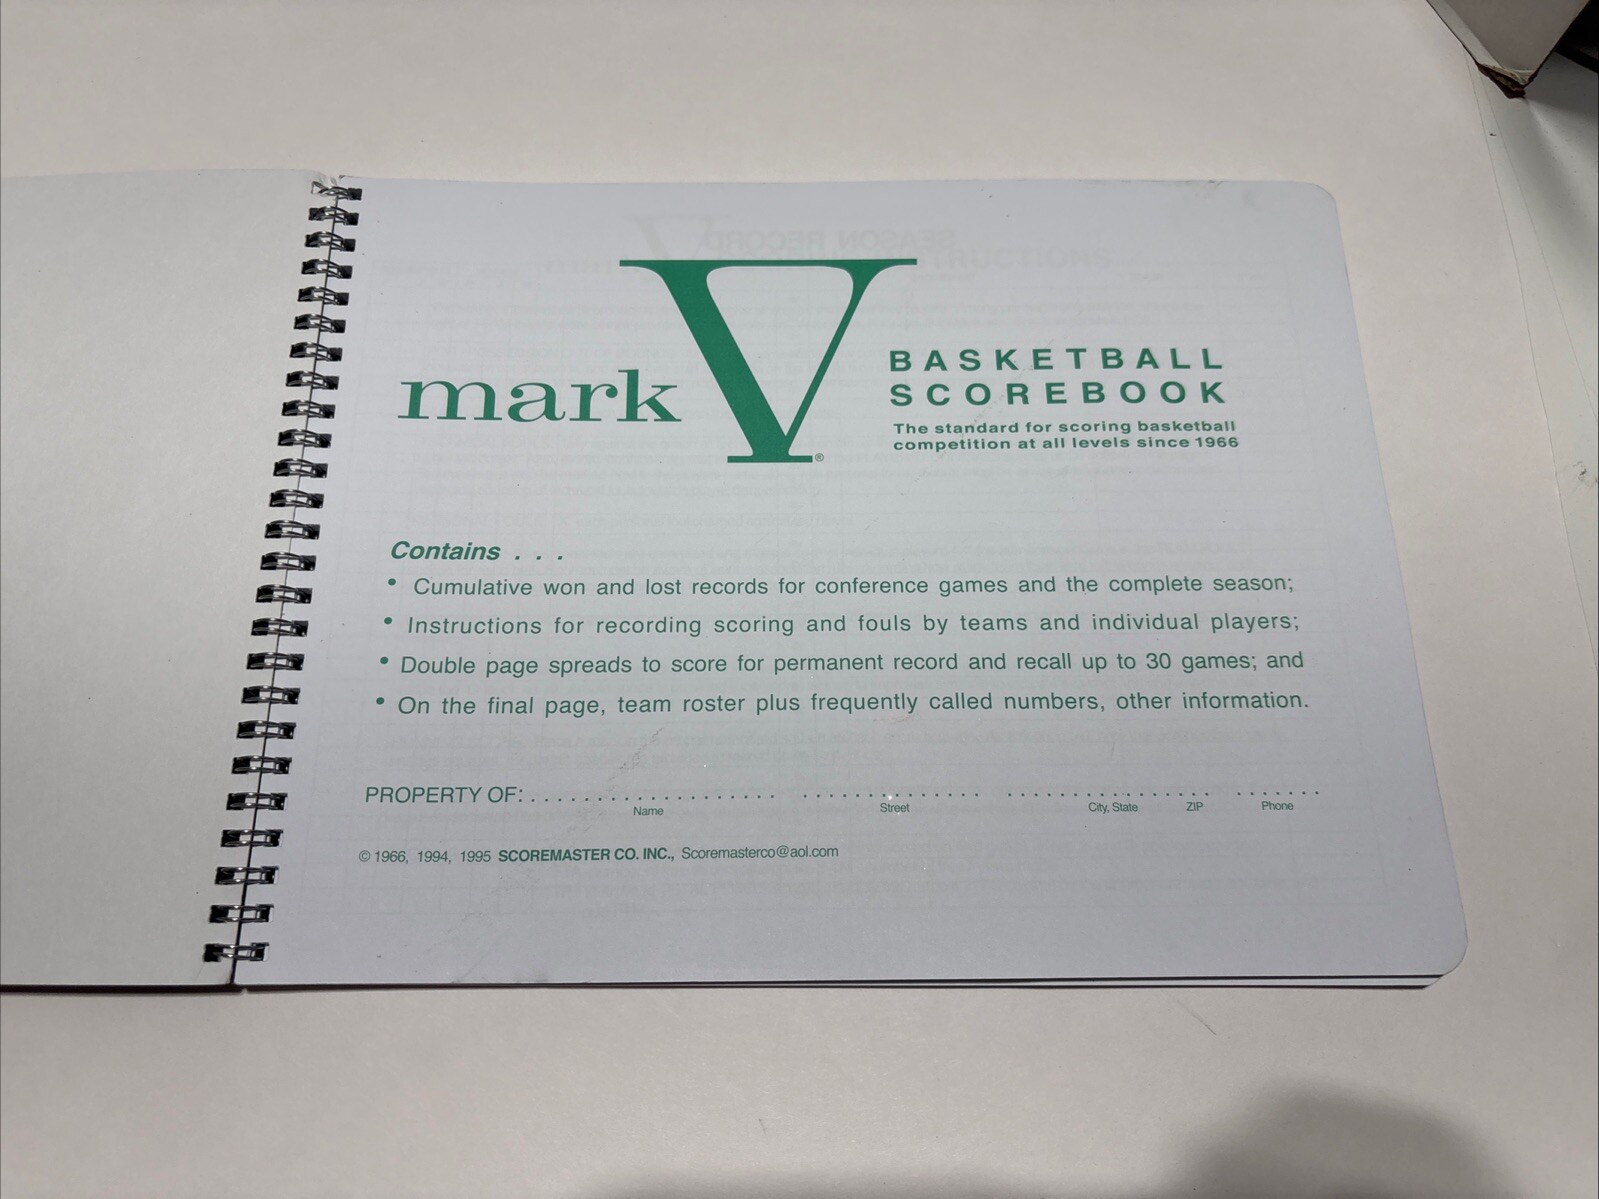 mark V®
BASKETBALL
SCOREBOOK
The standard for scoring basketball
competition at all levels since 1966
Contains . . .
• Cumulative won and lost records for conference games and the complete season;
• Instructions for recording scoring and fouls by teams and individual players;
• Double page spreads to score for permanent record and recall up to 30 games; and
• On the final page, team roster plus frequently called numbers, other information.
PROPERTY OF:
Name Street City, State ZIP Phone
© 1966, 1994, 1995 SCOREMASTER CO. INC., Scoremasterco@aol.com